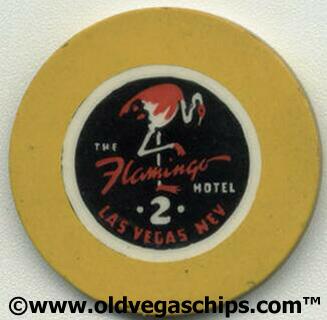 THE
Flamingo
HOTEL
·2·
LAS VEGAS NEV
© www.oldvegaschips.com™